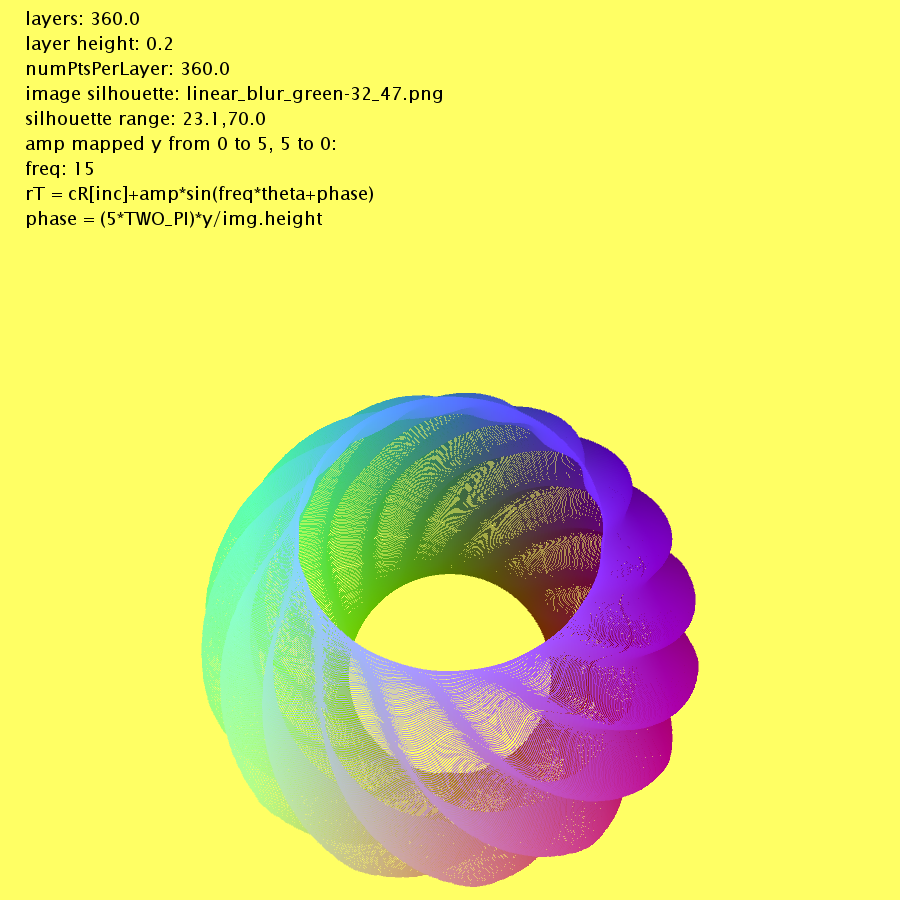 layers: 360.0
layer height: 0.2
numPtsPerLayer: 360.0
image silhouette: linear_blur_green-32_47.png
silhouette range: 23.1,70.0
amp mapped y from 0 to 5, 5 to 0:
freq: 15
rT = cR[inc]+amp*sin(freq*theta+phase)
phase = (5*TWO_PI)*y/img.height